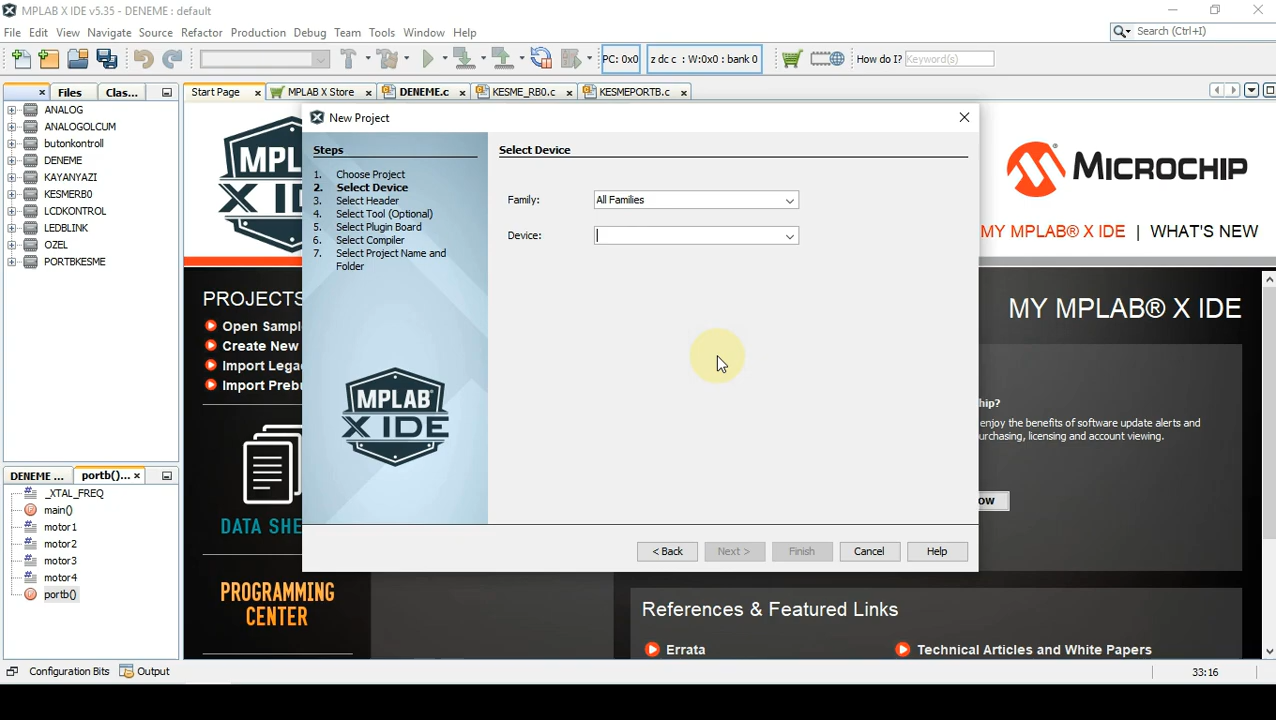 MPLAB X IDE v5.35 - DENEME : default
File Edit View Navigate Source Refactor Production Debug Team Tools Window Help
Search (Ctrl+I)
PC: 0x0
z dc c : W:0x0 : bank 0
How do I?
Keyword(s)
Files
Clas...
Start Page
MPLAB X Store
DENEME.c
KESME_RB0.c
KESMEPORTB.c
ANALOG
ANALOGOLCUM
butonkontroll
DENEME
KAYANYAZI
KESMERB0
LCDKONTROL
LEDBLINK
OZEL
PORTBKESME
DENEME ...
portb()...
_XTAL_FREQ
main()
motor1
motor2
motor3
motor4
portb()
New Project
Steps
1. Choose Project
2. Select Device
3. Select Header
4. Select Tool (Optional)
5. Select Plugin Board
6. Select Compiler
7. Select Project Name and
Folder
MPLAB
X IDE
Select Device
Family: All Families
Device:
< Back
Next >
Finish
Cancel
Help
MPL
X
MICROCHIP
MY MPLAB® X IDE | WHAT'S NEW
PROJECTS
Open Samp
Create New
Import Lega
Import Prebu
DATA SHE
PROGRAMMING
CENTER
MY MPLAB® X IDE
hip?
enjoy the benefits of software update alerts and
urchasing, licensing and account viewing.
ow
References & Featured Links
Errata
Technical Articles and White Papers
Configuration Bits
Output
33:16